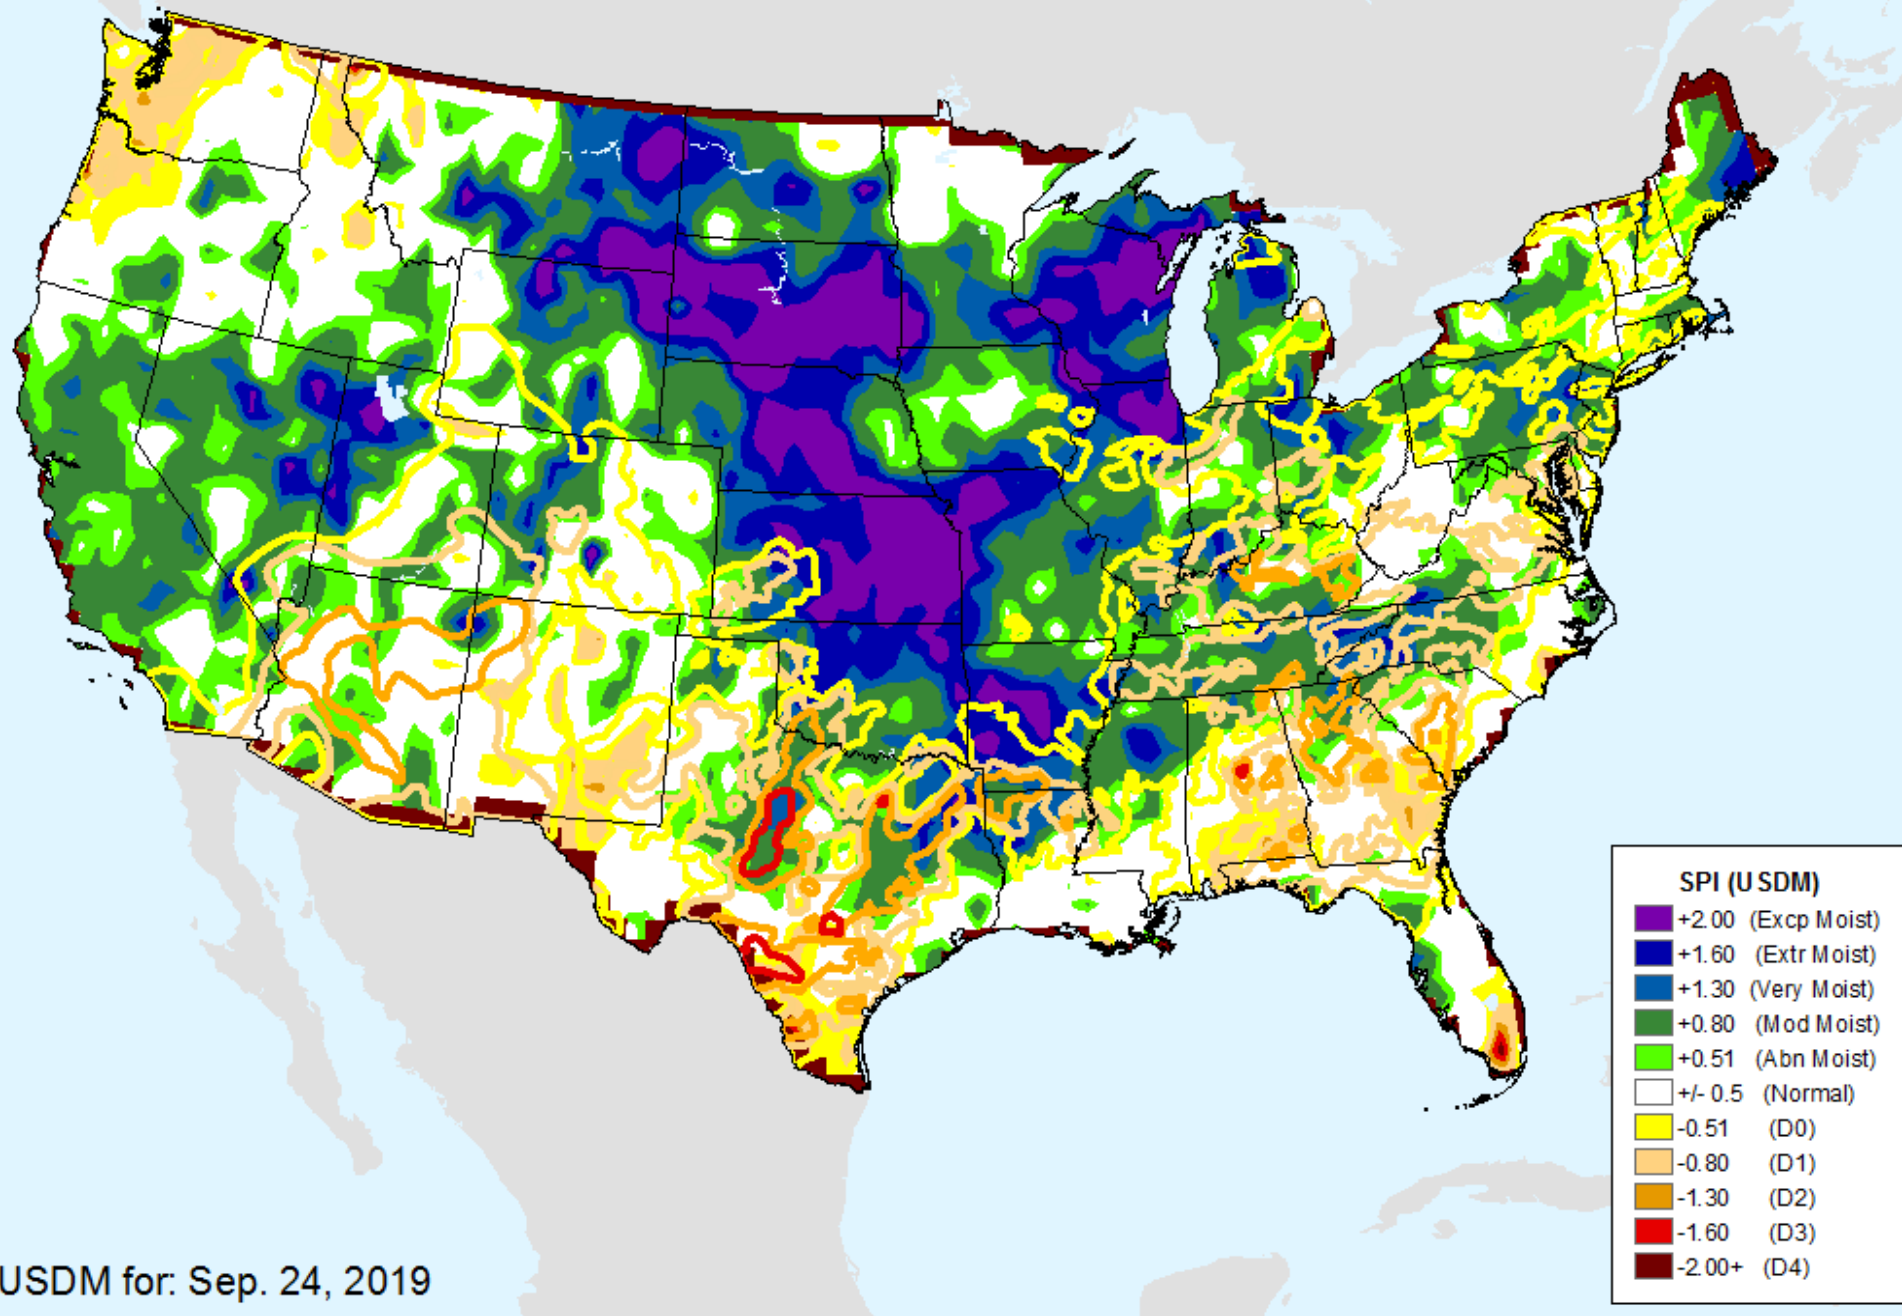 SPI (USDM)
+2.00 (Excp Moist)
+1.60 (Extr Moist)
+1.30 (Very Moist)
+0.80 (Mod Moist)
+0.51 (Abn Moist)
+/- 0.5 (Normal)
-0.51 (D0)
-0.80 (D1)
-1.30 (D2)
-1.60 (D3)
-2.00+ (D4)
USDM for: Sep. 24, 2019